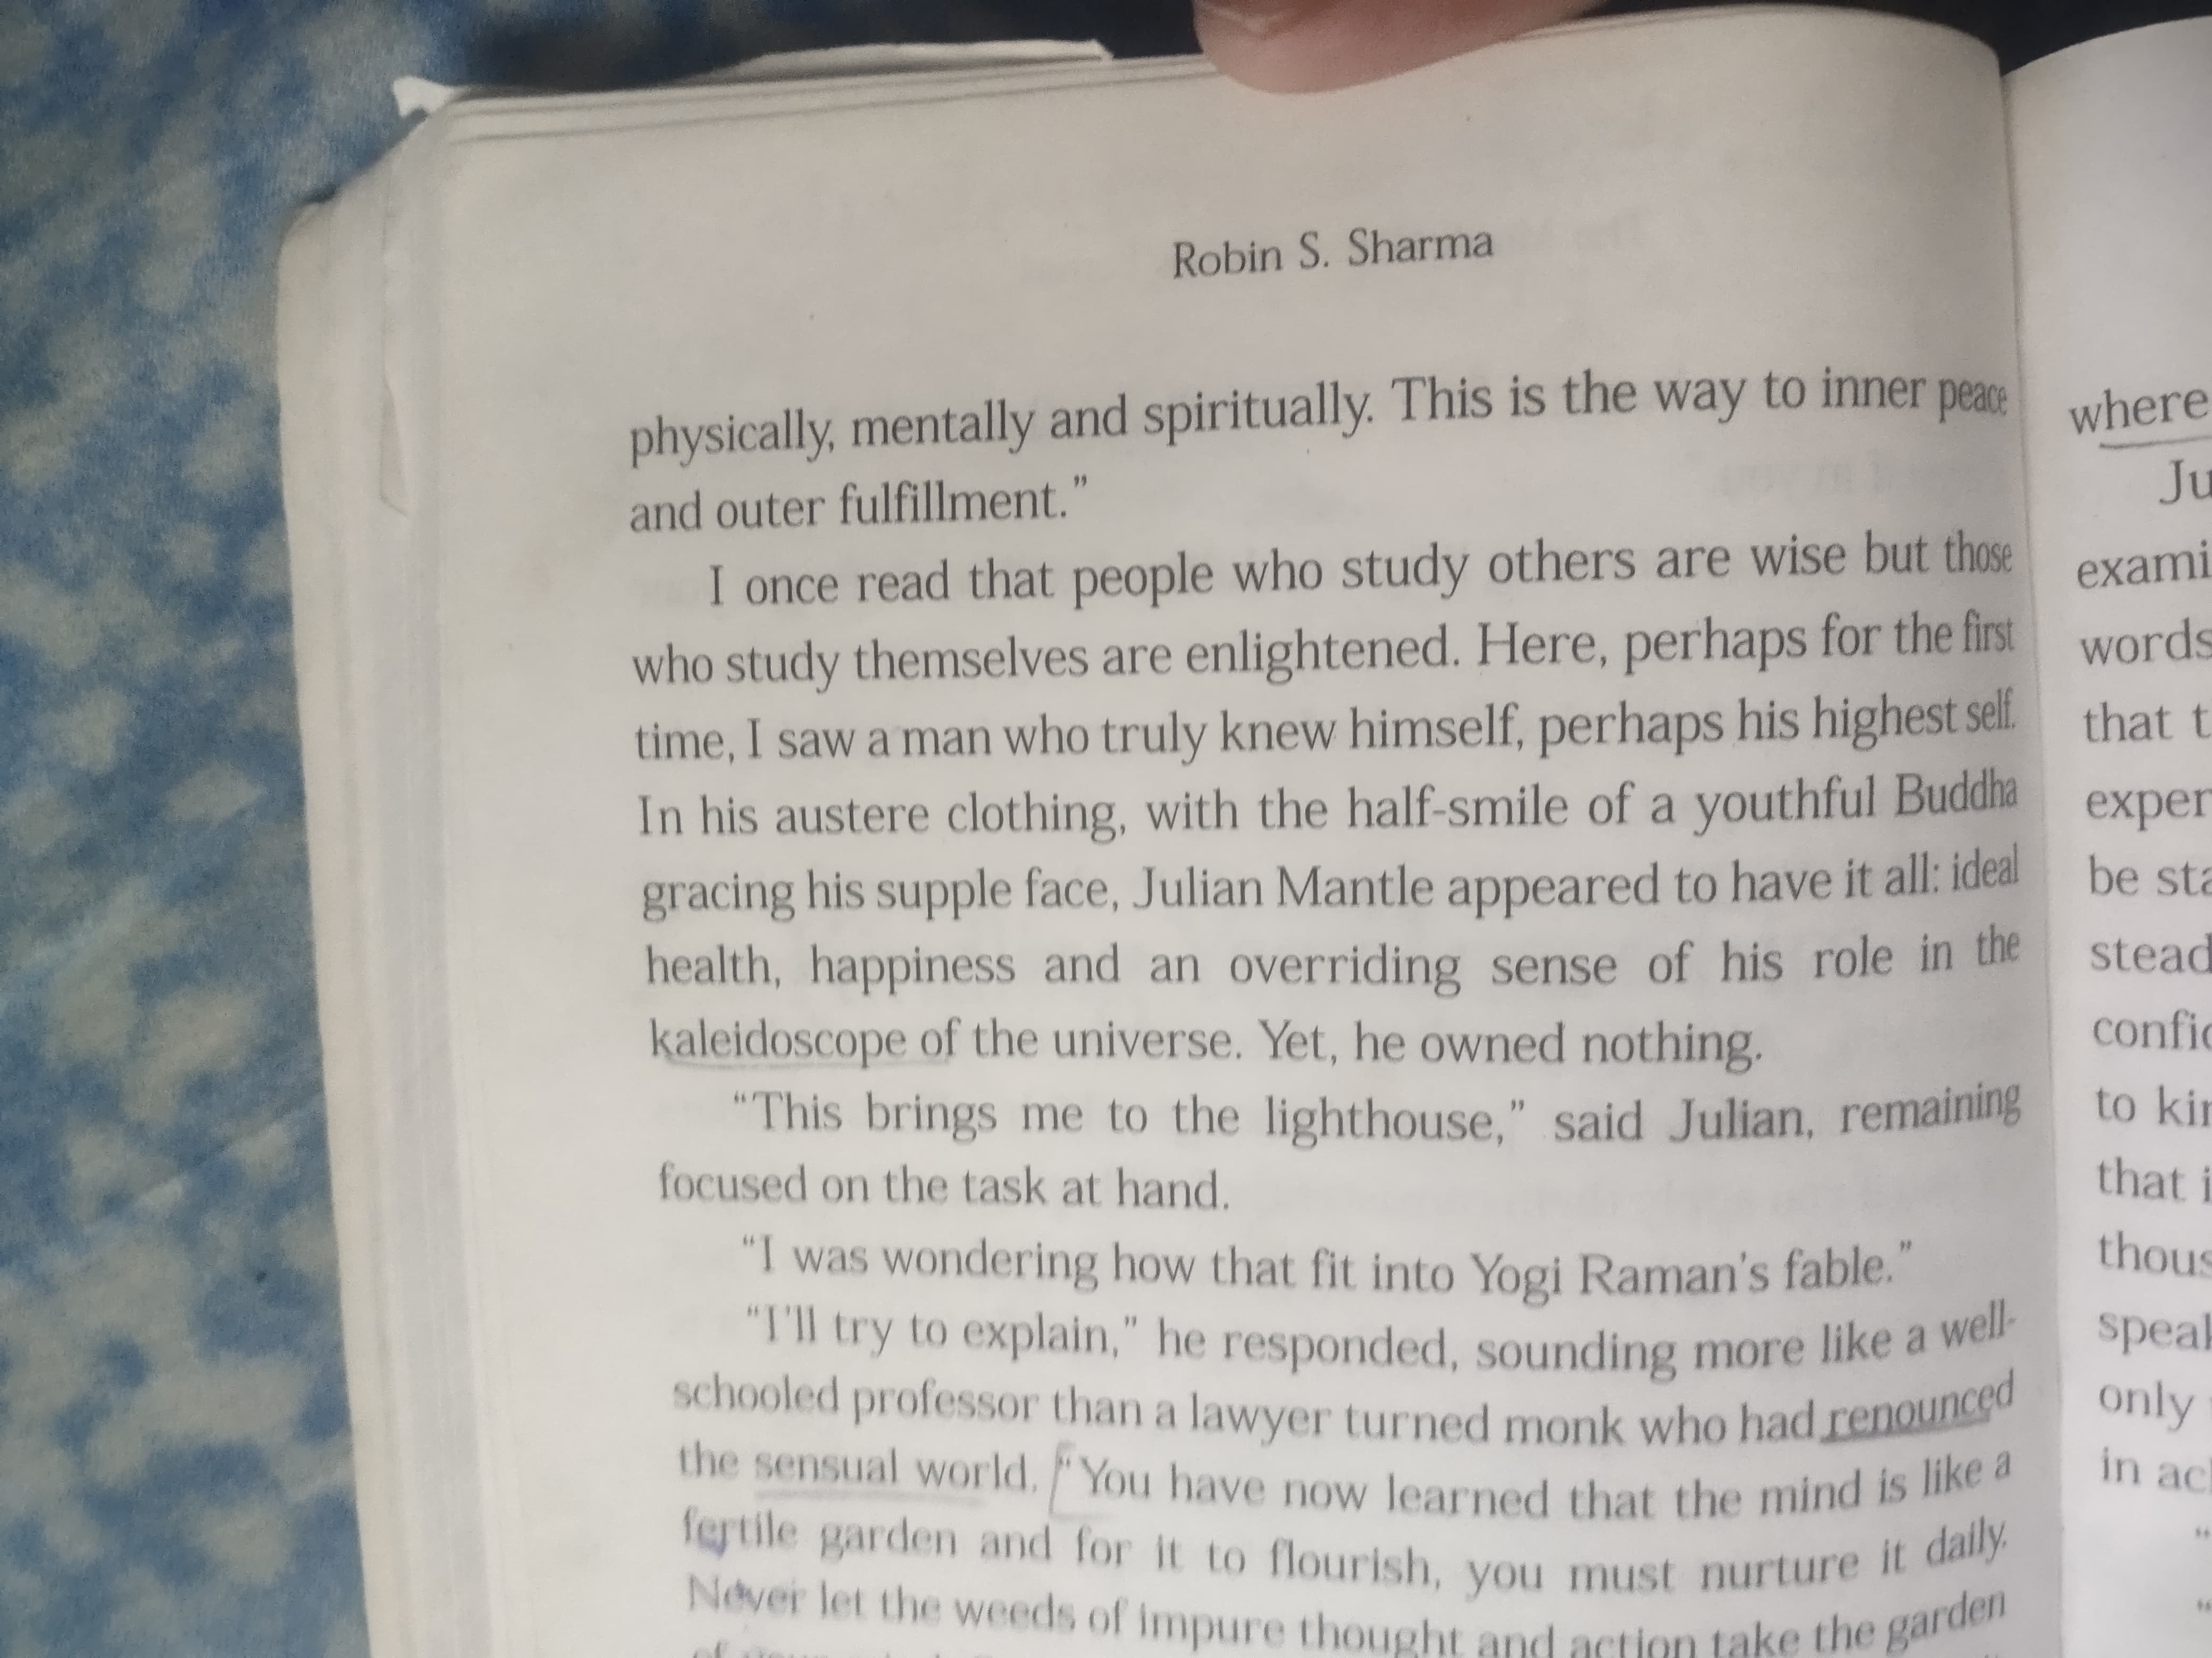 Robin S. Sharma
physically, mentally and spiritually. This is the way to inner peace
and outer fulfillment.”
I once read that people who study others are wise but those
who study themselves are enlightened. Here, perhaps for the first
time, I saw a man who truly knew himself, perhaps his highest self.
In his austere clothing, with the half-smile of a youthful Buddha
gracing his supple face, Julian Mantle appeared to have it all: ideal
health, happiness and an overriding sense of his role in the
kaleidoscope of the universe. Yet, he owned nothing.
“This brings me to the lighthouse,” said Julian, remaining
focused on the task at hand.
“I was wondering how that fit into Yogi Raman's fable.”
“I'll try to explain,” he responded, sounding more like a well-
schooled professor than a lawyer turned monk who had renounced
the sensual world. “You have now learned that the mind is like a
fertile garden and for it to flourish, you must nurture it daily.
Never let the weeds of impure thought and action take the garden
where
Ju
exami
words
that t
exper
be sta
stead
confid
to kin
that i
thous
speak
only
in ac